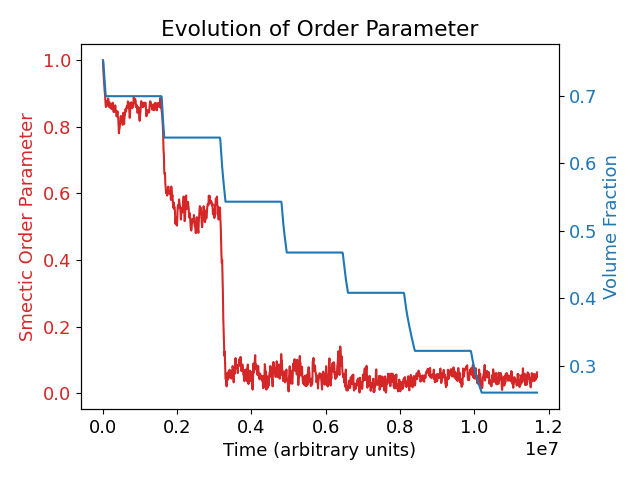 Evolution of Order Parameter
Smectic Order Parameter
1.0
0.8
0.6
0.4
0.2
0.0
0.7
0.6
0.5
0.4
0.3
Volume Fraction
0.0 0.2 0.4 0.6 0.8 1.0 1.2
Time (arbitrary units)
1e7